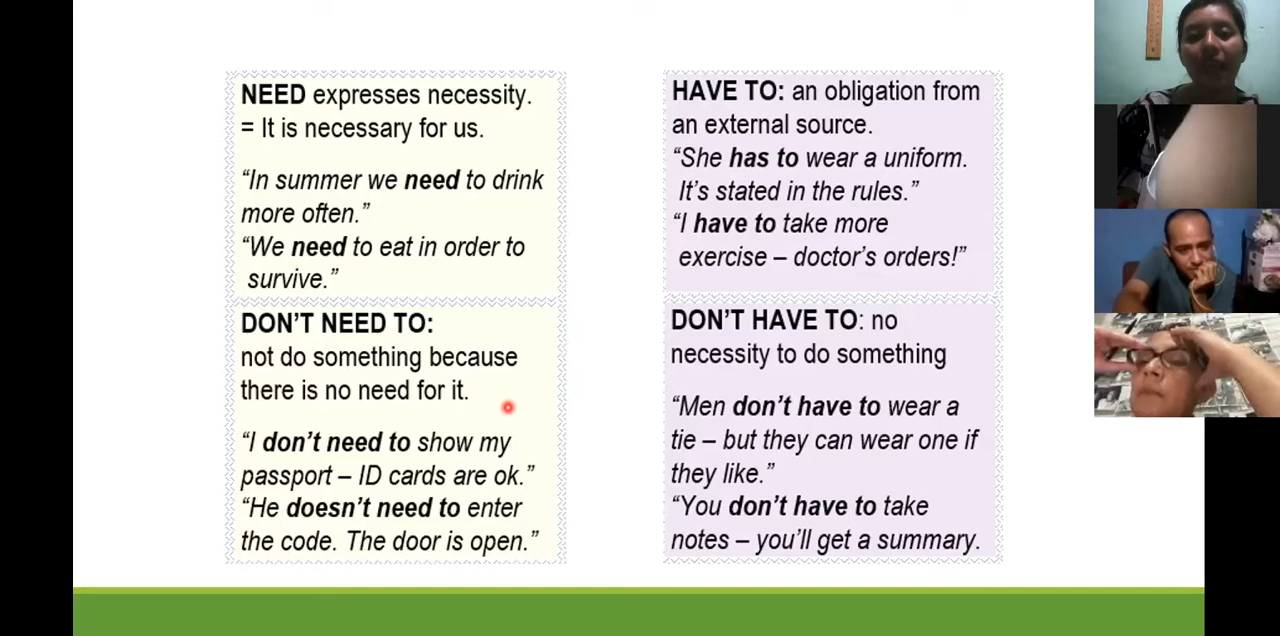 NEED expresses necessity.
= It is necessary for us.
“In summer we need to drink
more often.”
“We need to eat in order to
survive.”
DON’T NEED TO:
not do something because
there is no need for it.
“I don’t need to show my
passport – ID cards are ok.”
“He doesn’t need to enter
the code. The door is open.”
HAVE TO: an obligation from
an external source.
“She has to wear a uniform.
It’s stated in the rules.”
“I have to take more
exercise – doctor’s orders!”
DON’T HAVE TO: no
necessity to do something
“Men don’t have to wear a
tie – but they can wear one if
they like.”
“You don’t have to take
notes – you’ll get a summary.